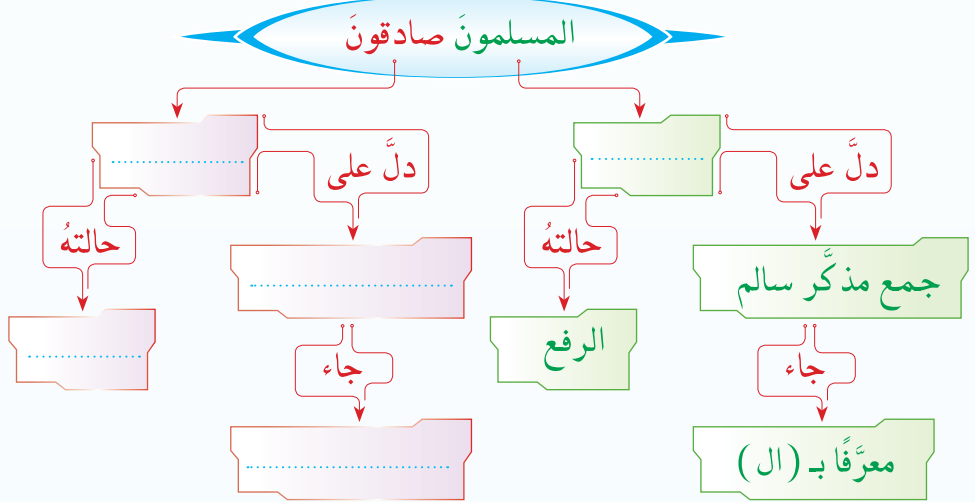 المسلمونَ صادقونَ
دلَّ على
دلَّ على
حالتهُ
حالتهُ
جمع مذكَّر سالم
الرفع
جاء
جاء
معرَّفًا بـ (ال)